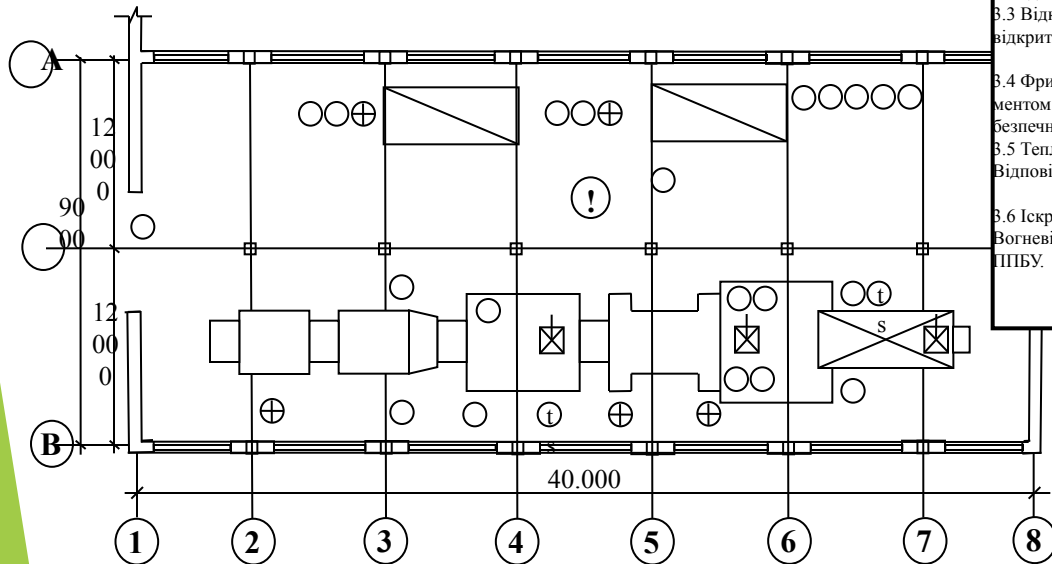 3.3 Від
відкрит
3.4 Фри
ментом
безпечн
3.5 Теп
Відпові
3.6 Іскр
Вогневі
ППБУ.
А
12
00
0
90
00
!
12
00
0
t
s
t
s
В
40.000
1
2
3
4
5
6
7
8